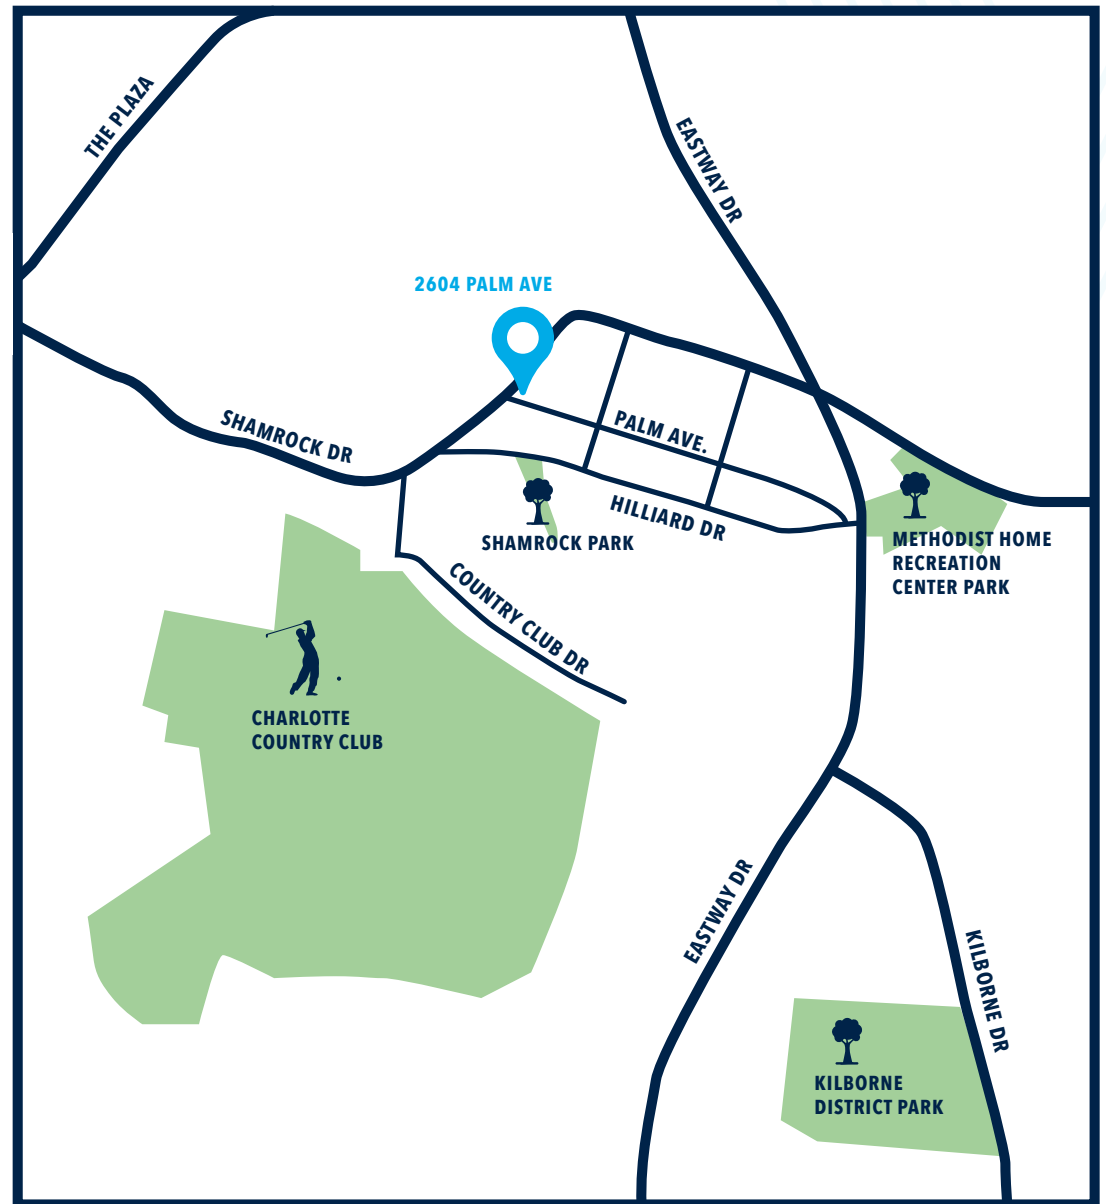 THE PLAZA
EASTWAY DR
2604 PALM AVE
SHAMROCK DR
PALM AVE.
HILLIARD DR
SHAMROCK PARK
METHODIST HOME
RECREATION
CENTER PARK
COUNTRY CLUB DR
CHARLOTTE
COUNTRY CLUB
EASTWAY DR
KILBORNE DR
KILBORNE
DISTRICT PARK